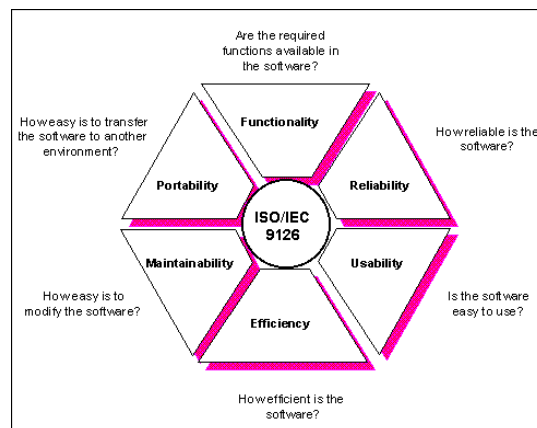 Are the required
functions available in
the software?
Functionality
How easy is to transfer
the software to another
environment?
How reliable is the
software?
Portability
Reliability
ISO/IEC
9126
Maintainability
Usability
How easy is to
modify the software?
Is the software
easy to use?
Efficiency
How efficient is the
software?